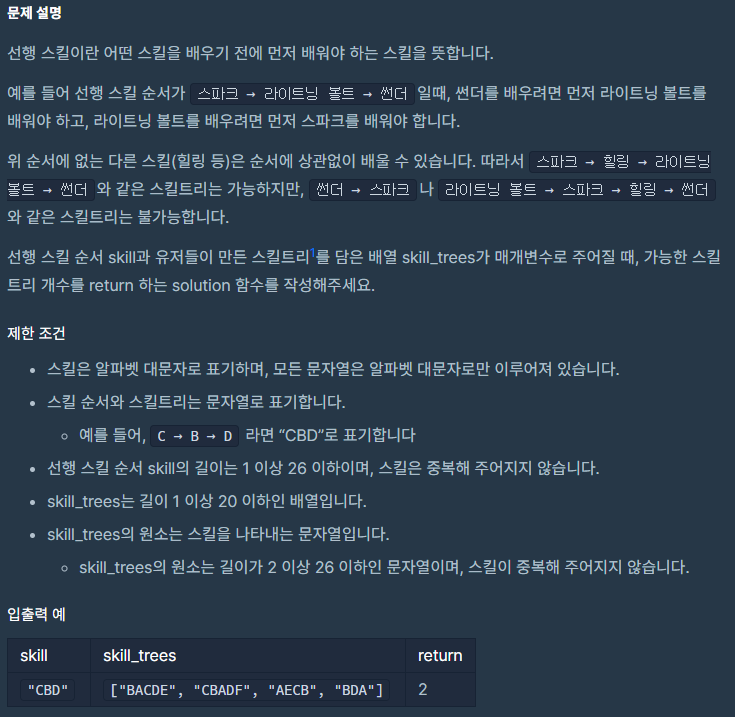 문제 설명
선행 스킬이란 어떤 스킬을 배우기 전에 먼저 배워야 하는 스킬을 뜻합니다.
예를 들어 선행 스킬 순서가 스파크 → 라이트닝 볼트 → 썬더 일때, 썬더를 배우려면 먼저 라이트닝 볼트를
배워야 하고, 라이트닝 볼트를 배우려면 먼저 스파크를 배워야 합니다.
위 순서에 없는 다른 스킬(힐링 등)은 순서에 상관없이 배울 수 있습니다. 따라서 스파크 → 힐링 → 라이트닝
볼트 → 썬더 와 같은 스킬트리는 가능하지만, 썬더 → 스파크 나 라이트닝 볼트 → 스파크 → 힐링 → 썬더
와 같은 스킬트리는 불가능합니다.
선행 스킬 순서 skill과 유저들이 만든 스킬트리1를 담은 배열 skill_trees가 매개변수로 주어질 때, 가능한 스킬
트리 개수를 return 하는 solution 함수를 작성해주세요.
제한 조건
• 스킬은 알파벳 대문자로 표기하며, 모든 문자열은 알파벳 대문자로만 이루어져 있습니다.
• 스킬 순서와 스킬트리는 문자열로 표기합니다.
◦ 예를 들어, C → B → D 라면 “CBD”로 표기합니다
• 선행 스킬 순서 skill의 길이는 1 이상 26 이하이며, 스킬은 중복해 주어지지 않습니다.
• skill_trees는 길이 1 이상 20 이하인 배열입니다.
• skill_trees의 원소는 스킬을 나타내는 문자열입니다.
◦ skill_trees의 원소는 길이가 2 이상 26 이하인 문자열이며, 스킬이 중복해 주어지지 않습니다.
입출력 예
skill skill_trees return
"CBD" ["BACDE", "CBADF", "AECB", "BDA"] 2